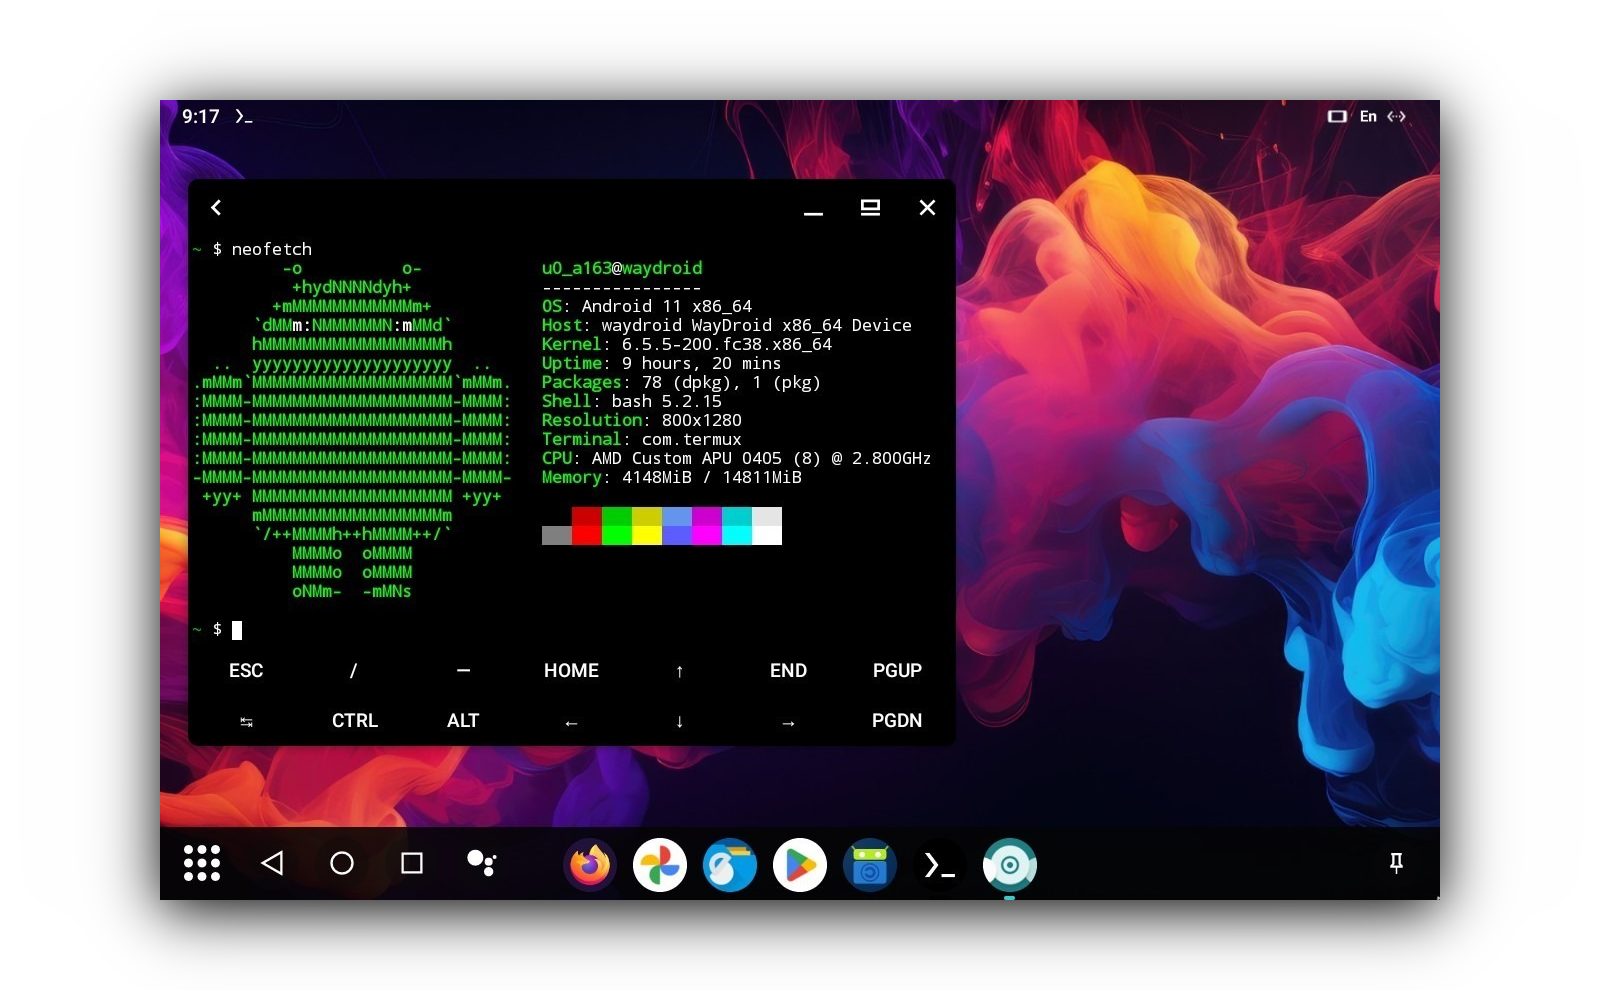 9:17 En
~ $ neofetch
-o o-
+hydNNNNdyh+
+mMMMMMMMMMMMMm+
`dMMm:NMMMMMMN:mMMd`
hMMMMMMMMMMMMMMMMMMh
.. yyyyyyyyyyyyyyyyyyyy ..
.mMMm`MMMMMMMMMMMMMMMMMMMM`mMMm.
:MMMM-MMMMMMMMMMMMMMMMMMMM-MMMM:
:MMMM-MMMMMMMMMMMMMMMMMMMM-MMMM:
:MMMM-MMMMMMMMMMMMMMMMMMMM-MMMM:
:MMMM-MMMMMMMMMMMMMMMMMMMM-MMMM:
-MMMM-MMMMMMMMMMMMMMMMMMMM-MMMM-
+yy+ MMMMMMMMMMMMMMMMMMMM +yy+
mMMMMMMMMMMMMMMMMMMm
`/++MMMMh++hMMMM++/`
MMMMo oMMMM
MMMMo oMMMM
oNMm- -mMNs
u0_a163@waydroid
----------------
OS: Android 11 x86_64
Host: waydroid WayDroid x86_64 Device
Kernel: 6.5.5-200.fc38.x86_64
Uptime: 9 hours, 20 mins
Packages: 78 (dpkg), 1 (pkg)
Shell: bash 5.2.15
Resolution: 800x1280
Terminal: com.termux
CPU: AMD Custom APU 0405 (8) @ 2.800GHz
Memory: 4148MiB / 14811MiB
~ $
ESC / — HOME ↑ END PGUP
↹ CTRL ALT ← ↓ → PGDN